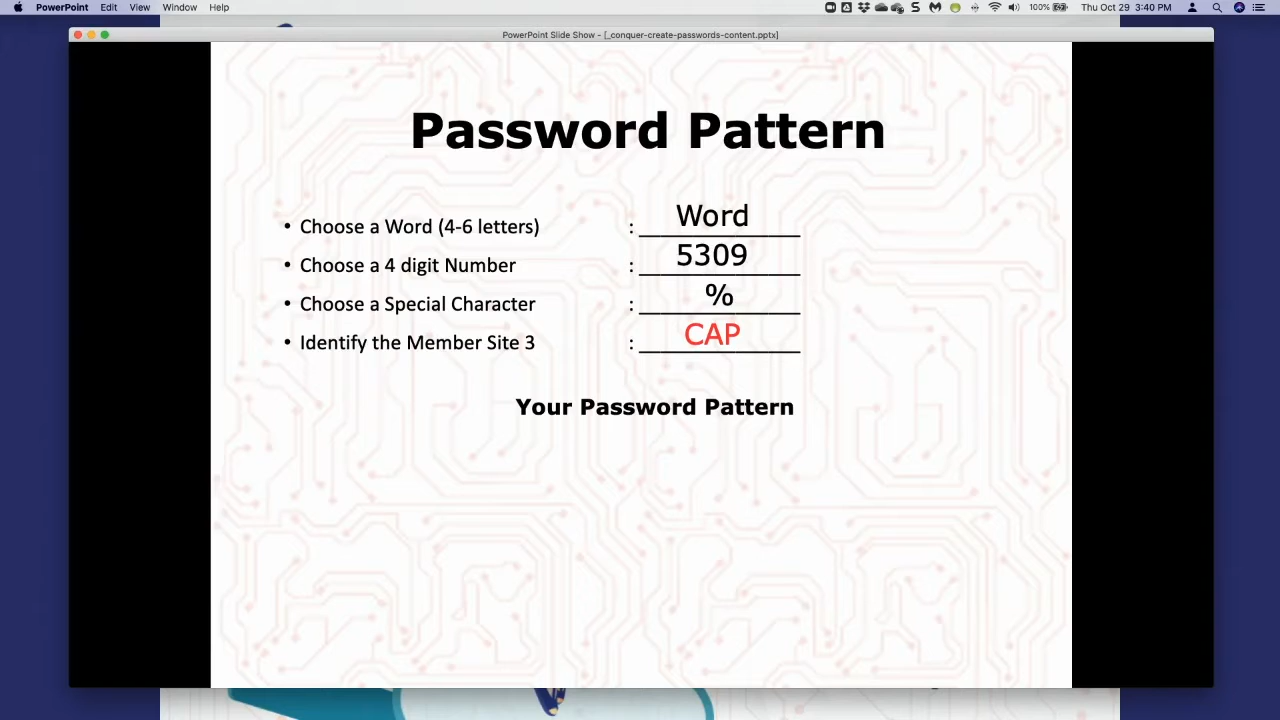 PowerPoint Edit View Window Help 100% Thu Oct 29 3:40 PM
PowerPoint Slide Show - [_conquer-create-passwords-content.pptx]
Password Pattern
• Choose a Word (4-6 letters) : Word
• Choose a 4 digit Number : 5309
• Choose a Special Character : %
• Identify the Member Site 3 : CAP
Your Password Pattern